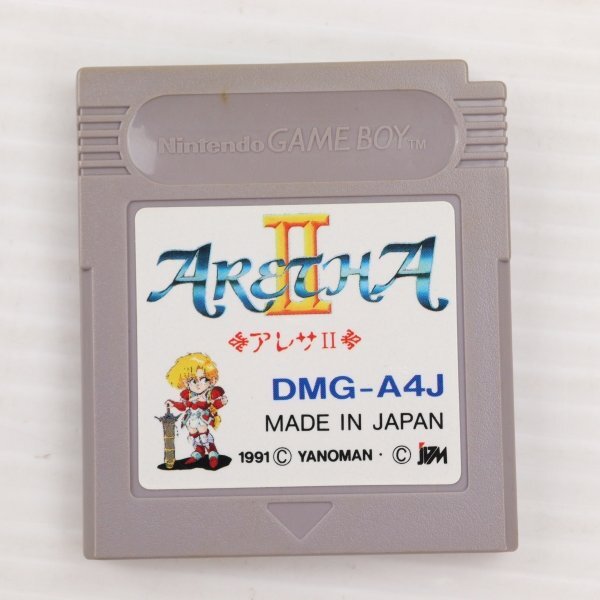 Nintendo GAME BOY™
ARETHA II
アレサII
DMG-A4J
MADE IN JAPAN
1991 © YANOMAN · © JVM